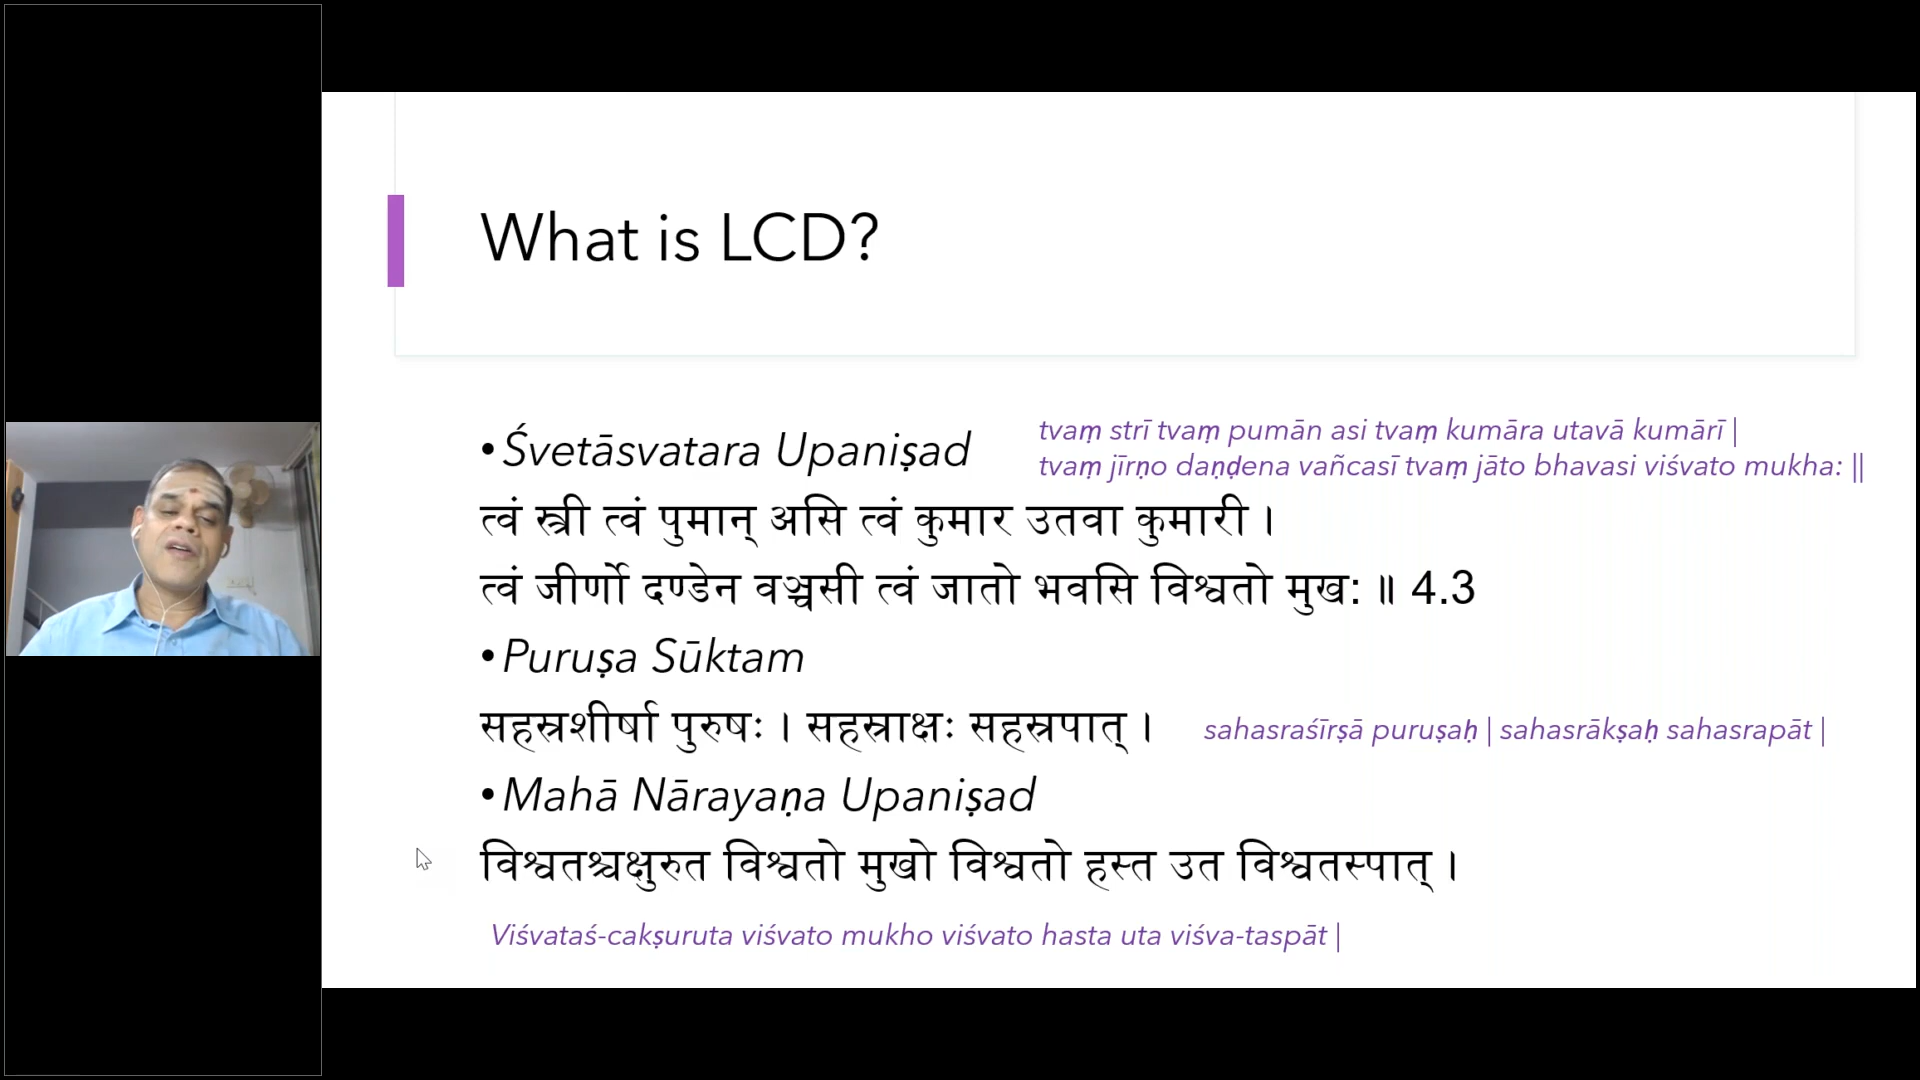 What is LCD?
• Śvetāsvatara Upaniṣad
tvaṃ strī tvaṃ pumān asi tvaṃ kumāra utavā kumārī |
tvaṃ jīrṇo daṇḍena vañcasī tvaṃ jāto bhavasi viśvato mukha: ||
त्वं स्त्री त्वं पुमान् असि त्वं कुमार उतवा कुमारी ।
त्वं जीर्णो दण्डेन वञ्चसी त्वं जातो भवसि विश्वतो मुख: ॥ 4.3
• Puruṣa Sūktam
सहस्रशीर्षा पुरुषः । सहस्राक्षः सहस्रपात् ।
sahasraśīrṣā puruṣaḥ | sahasrākṣaḥ sahasrapāt |
• Mahā Nārayaṇa Upaniṣad
विश्वतश्चक्षुरुत विश्वतो मुखो विश्वतो हस्त उत विश्वतस्पात् ।
Viśvataś-cakṣuruta viśvato mukho viśvato hasta uta viśva-taspāt |